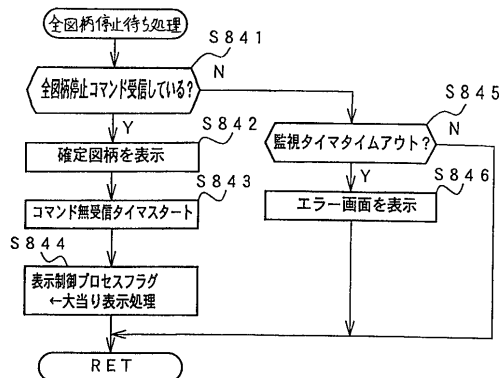 全図柄停止待ち処理
S841
全図柄停止コマンド受信している?
N
Y
S842
確定図柄を表示
S843
コマンド無受信タイマスタート
S844
表示制御プロセスフラグ
←大当り表示処理
S845
監視タイマタイムアウト?
N
Y
S846
エラー画面を表示
RET